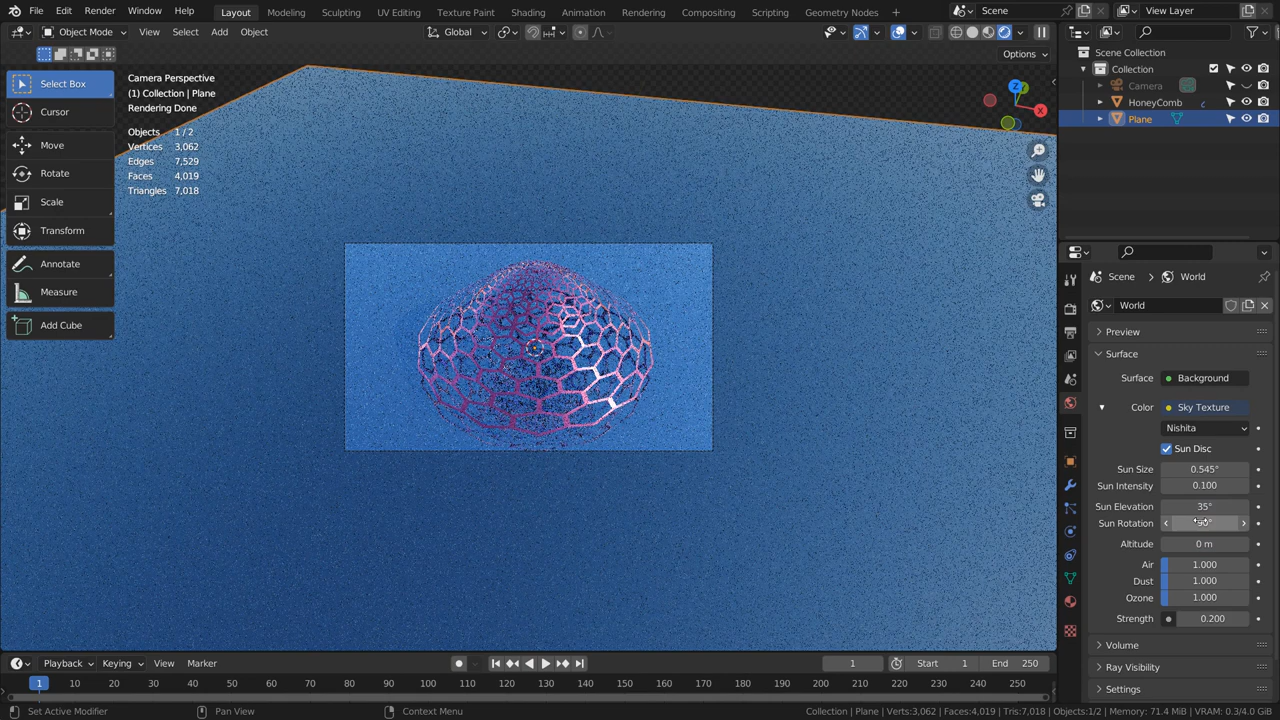 File Edit Render Window Help Layout Modeling Sculpting UV Editing Texture Paint Shading Animation Rendering Compositing Scripting Geometry Nodes + Scene View Layer
Object Mode View Select Add Object Global
Options
Select Box
Cursor
Move
Rotate
Scale
Transform
Annotate
Measure
Add Cube
Camera Perspective
(1) Collection | Plane
Rendering Done
Objects 1 / 2
Vertices 3,062
Edges 7,529
Faces 4,019
Triangles 7,018
Z
Y
X
Scene Collection
Collection
Camera
HoneyComb
Plane
Scene > World
World
Preview
Surface
Surface Background
Color Sky Texture
Nishita
Sun Disc
Sun Size 0.545°
Sun Intensity 0.100
Sun Elevation 35°
Sun Rotation
Altitude 0 m
Air 1.000
Dust 1.000
Ozone 1.000
Strength 0.200
Volume
Ray Visibility
Settings
Playback Keying View Marker 1 Start 1 End 250
1 10 20 30 40 50 60 70 80 90 100 110 120 130 140 150 160 170 180 190 200 210 220 230 240 250
Set Active Modifier Pan View Context Menu Collection | Plane | Verts:3,062 | Faces:4,019 | Tris:7,018 | Objects:1/2 | Memory: 71.4 MiB | VRAM: 0.3/4.0 GiB